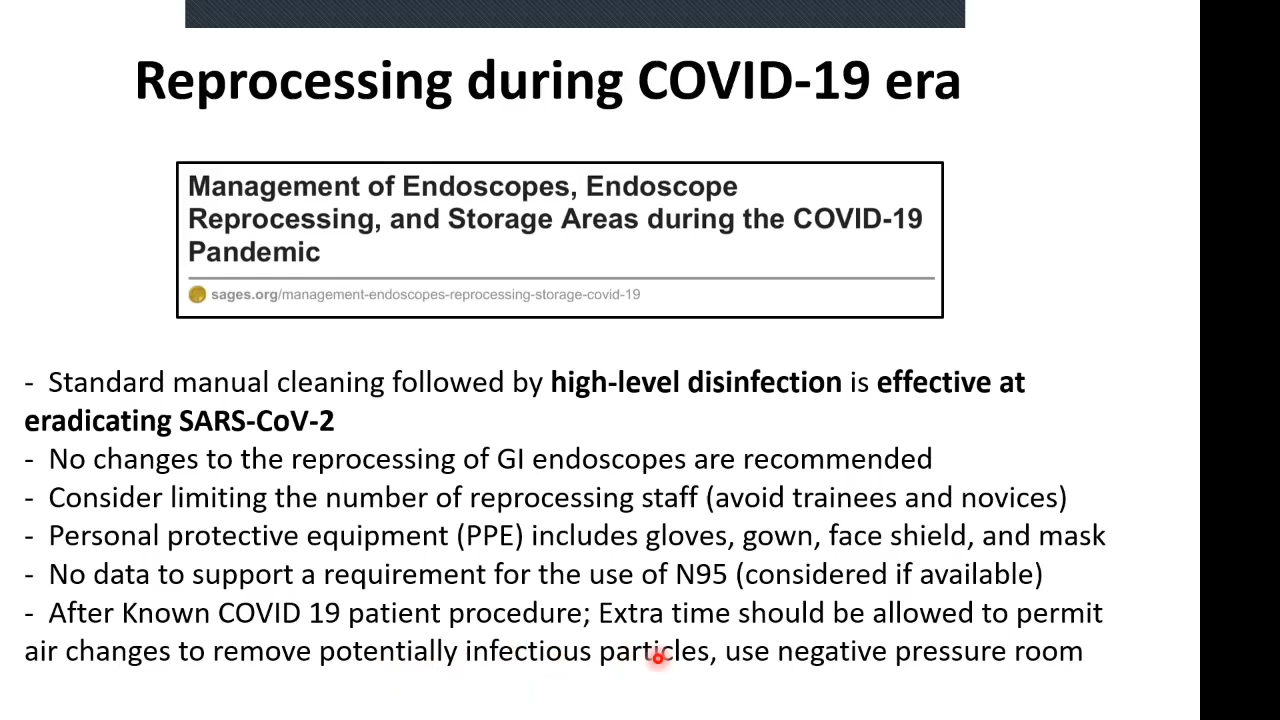 Reprocessing during COVID-19 era
Management of Endoscopes, Endoscope
Reprocessing, and Storage Areas during the COVID-19
Pandemic
sages.org/management-endoscopes-reprocessing-storage-covid-19
- Standard manual cleaning followed by high-level disinfection is effective at
eradicating SARS-CoV-2
- No changes to the reprocessing of GI endoscopes are recommended
- Consider limiting the number of reprocessing staff (avoid trainees and novices)
- Personal protective equipment (PPE) includes gloves, gown, face shield, and mask
- No data to support a requirement for the use of N95 (considered if available)
- After Known COVID 19 patient procedure; Extra time should be allowed to permit
air changes to remove potentially infectious particles, use negative pressure room